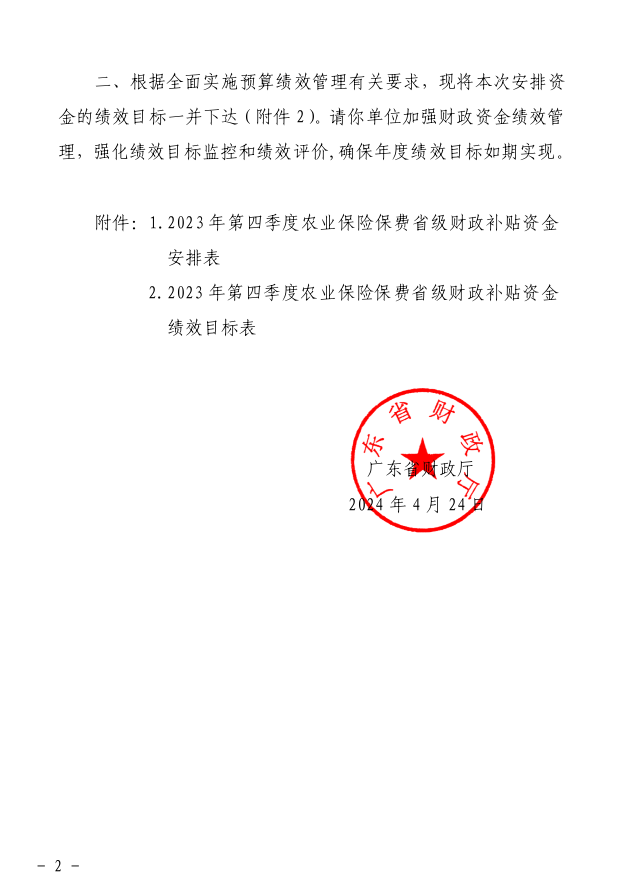 二、根据全面实施预算绩效管理有关要求，现将本次安排资
金的绩效目标一并下达（附件2）。请你单位加强财政资金绩效管
理，强化绩效目标监控和绩效评价,确保年度绩效目标如期实现。
附件：1.2023年第四季度农业保险保费省级财政补贴资金
安排表
2.2023年第四季度农业保险保费省级财政补贴资金
绩效目标表
广东省财政厅
广东省财政厅
2024年4月24日
- 2 -